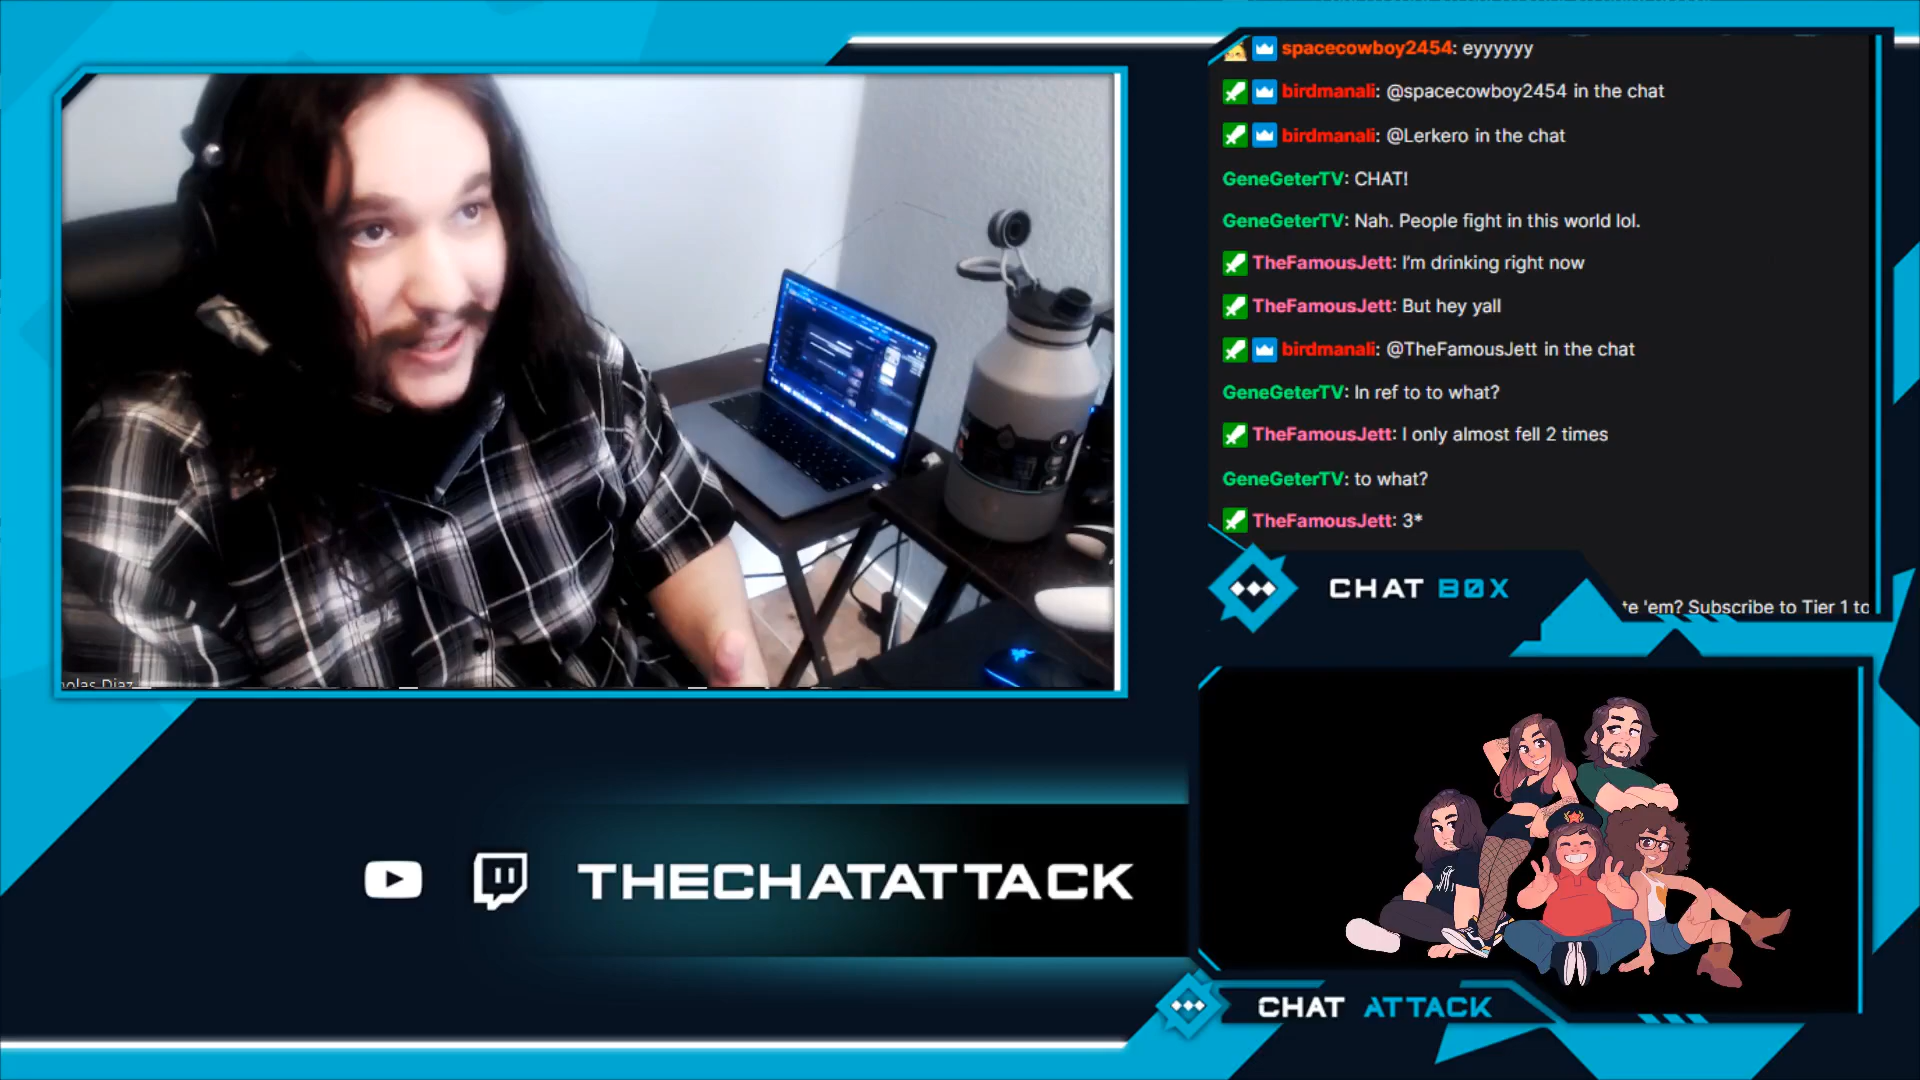 spacecowboy2454: eyyyyyy
birdmanali: @spacecowboy2454 in the chat
birdmanali: @Lerkero in the chat
GeneGeterTV: CHAT!
GeneGeterTV: Nah. People fight in this world lol.
TheFamousJett: I'm drinking right now
TheFamousJett: But hey yall
birdmanali: @TheFamousJett in the chat
GeneGeterTV: In ref to to what?
TheFamousJett: I only almost fell 2 times
GeneGeterTV: to what?
TheFamousJett: 3*
CHAT BOX
'em? Subscribe to Tier 1 to
olas Diaz
THECHATATTACK
CHAT ATTACK